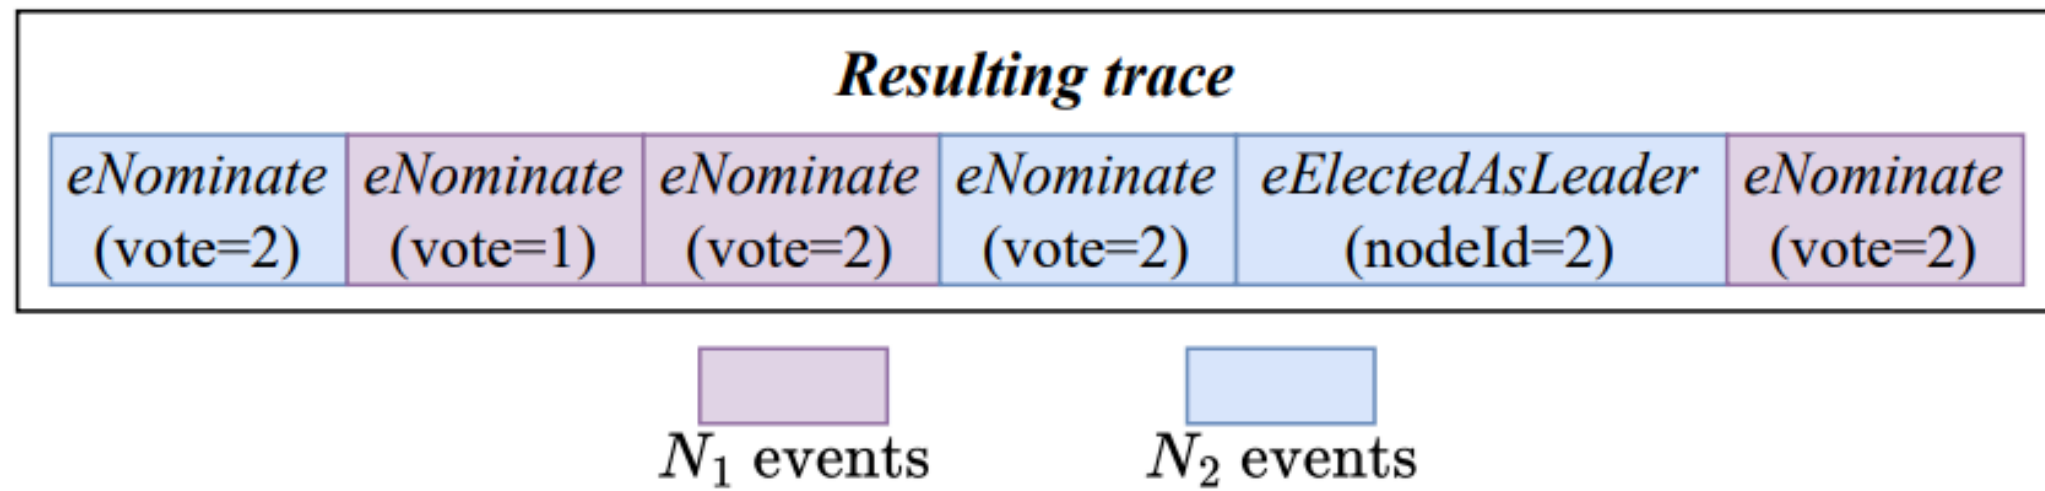 Resulting trace
eNominate eNominate eNominate eNominate eElectedAsLeader eNominate
(vote=2) (vote=1) (vote=2) (vote=2) (nodeId=2) (vote=2)
N₁ events N₂ events